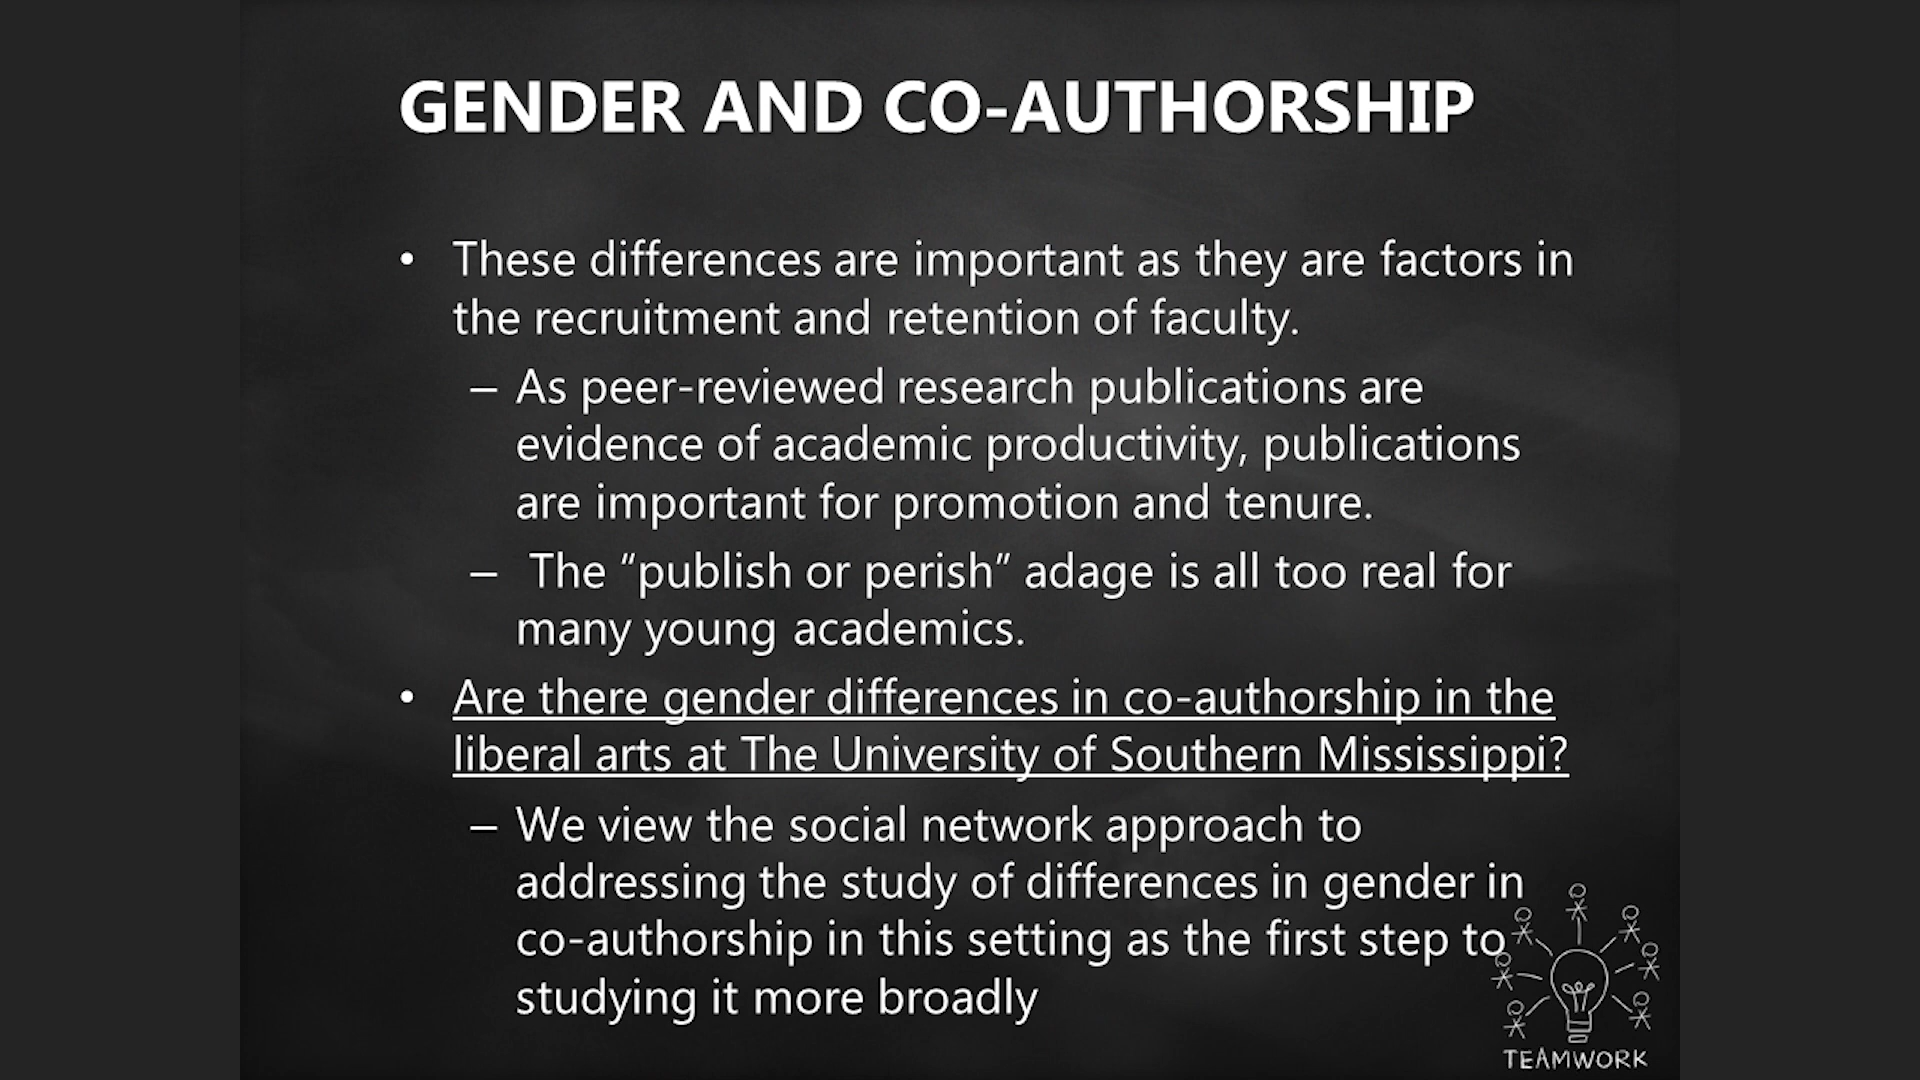 GENDER AND CO-AUTHORSHIP
• These differences are important as they are factors in
the recruitment and retention of faculty.
– As peer-reviewed research publications are
evidence of academic productivity, publications
are important for promotion and tenure.
– The “publish or perish” adage is all too real for
many young academics.
• Are there gender differences in co-authorship in the
liberal arts at The University of Southern Mississippi?
– We view the social network approach to
addressing the study of differences in gender in
co-authorship in this setting as the first step to
studying it more broadly
TEAMWORK